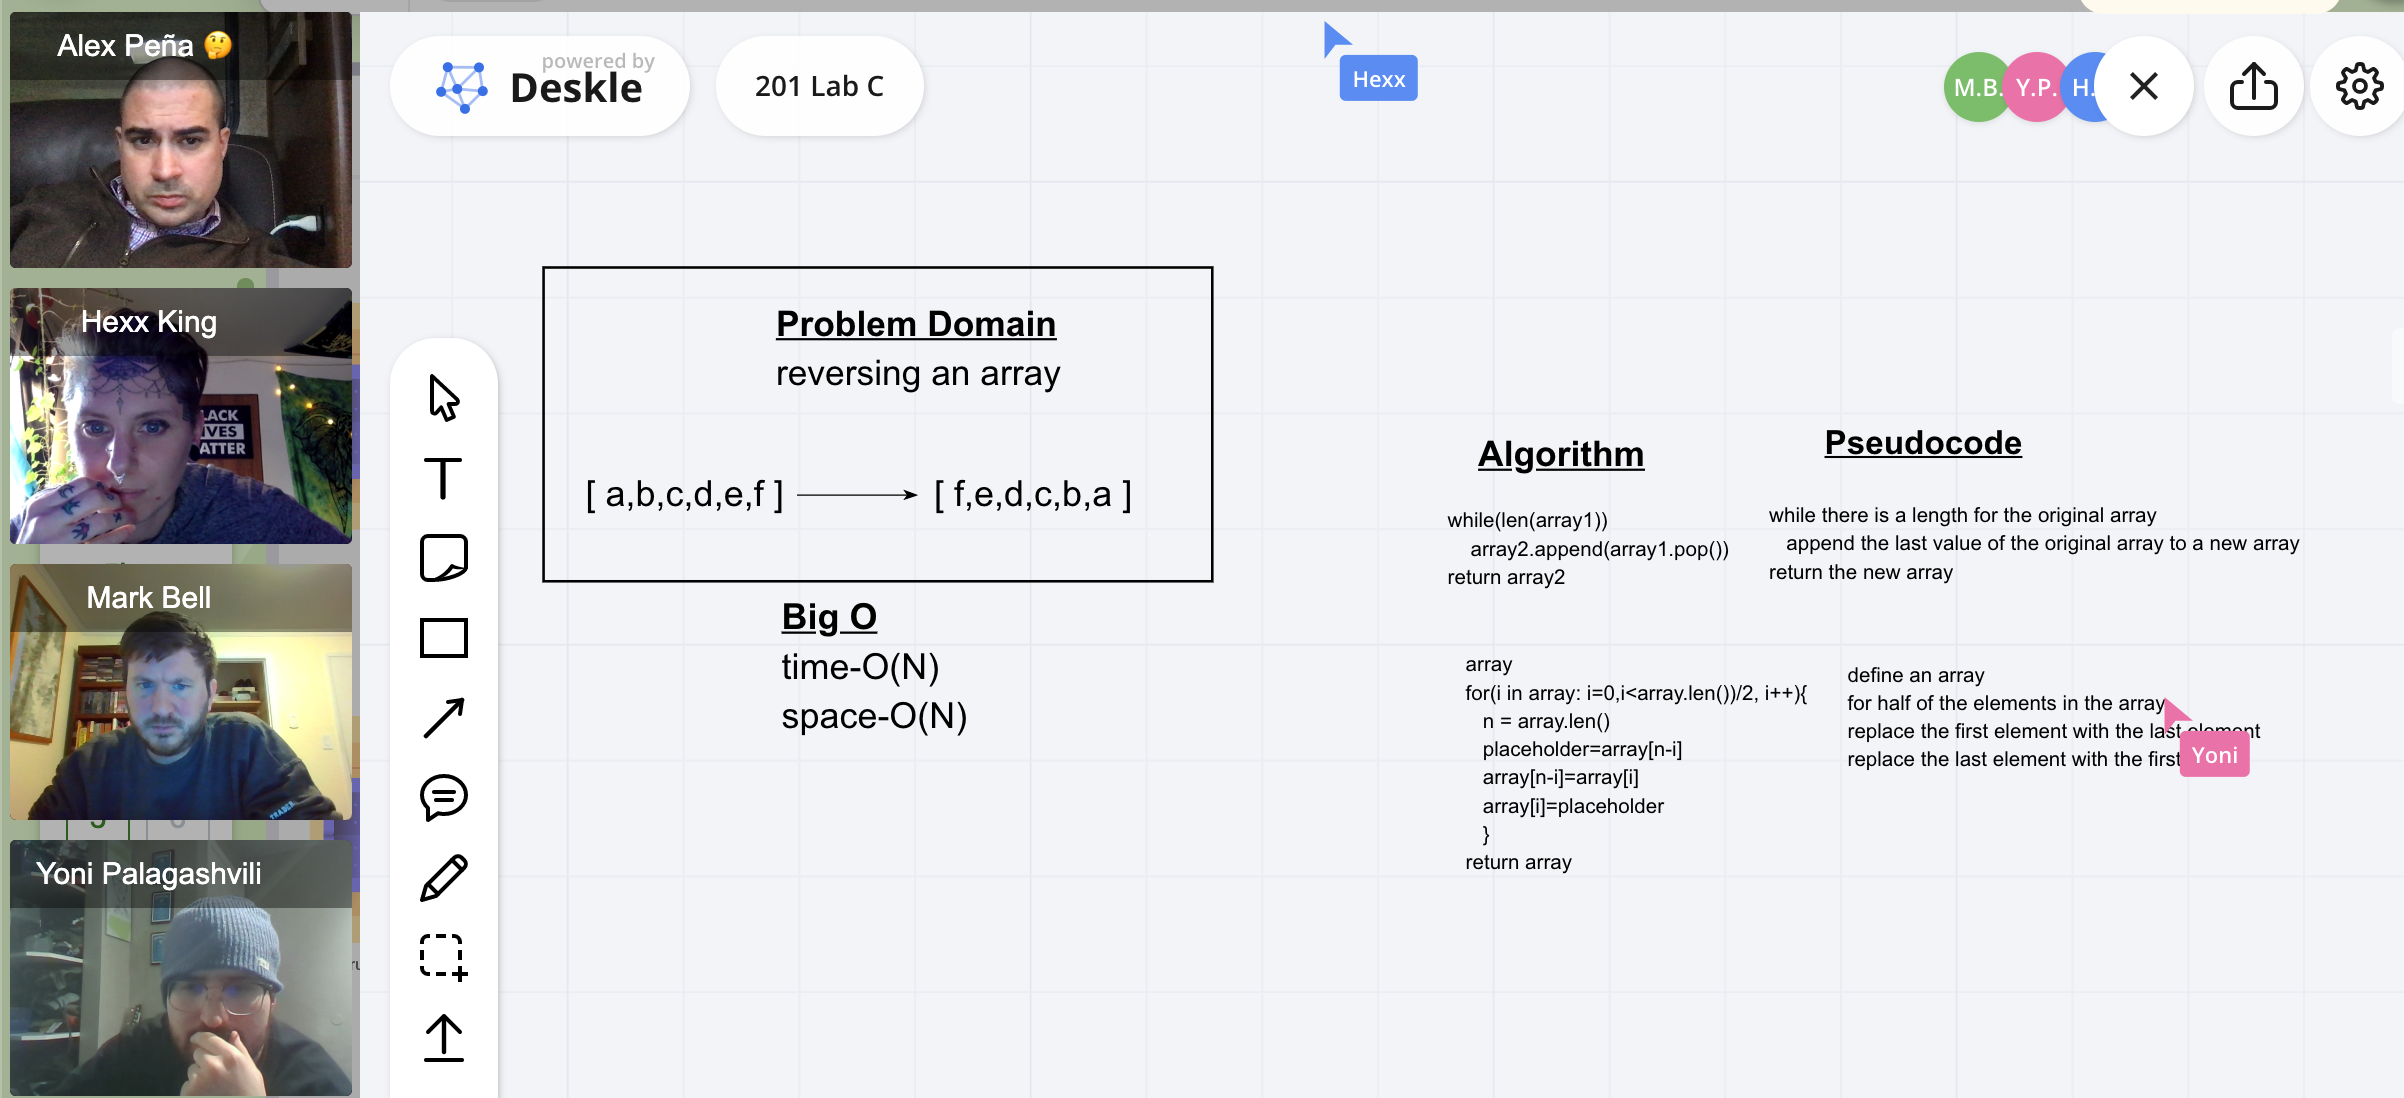 Alex Peña 🤔
Hexx King
LACK
IVES
ATTER
Mark Bell
Yoni Palagashvili
powered by
Deskle
201 Lab C
Hexx
M.B.
Y.P.
H.
Problem Domain
reversing an array
[ a,b,c,d,e,f ]
[ f,e,d,c,b,a ]
Big O
time-O(N)
space-O(N)
Algorithm
while(len(array1))
array2.append(array1.pop())
return array2
array
for(i in array: i=0,i<array.len())/2, i++){
n = array.len()
placeholder=array[n-i]
array[n-i]=array[i]
array[i]=placeholder
}
return array
Pseudocode
while there is a length for the original array
append the last value of the original array to a new array
return the new array
define an array
for half of the elements in the array
replace the first element with the last element
replace the last element with the first
Yoni